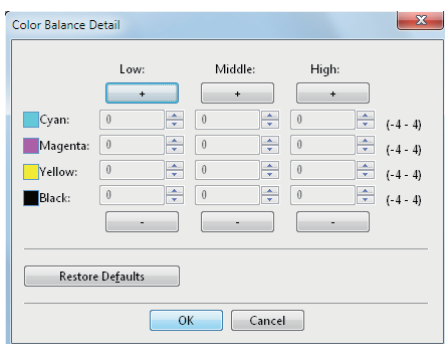 Color Balance Detail
Low: Middle: High:
+ + +
Cyan: 0 0 0 (-4 - 4)
Magenta: 0 0 0 (-4 - 4)
Yellow: 0 0 0 (-4 - 4)
Black: 0 0 0 (-4 - 4)
- - -
Restore Defaults
OK Cancel